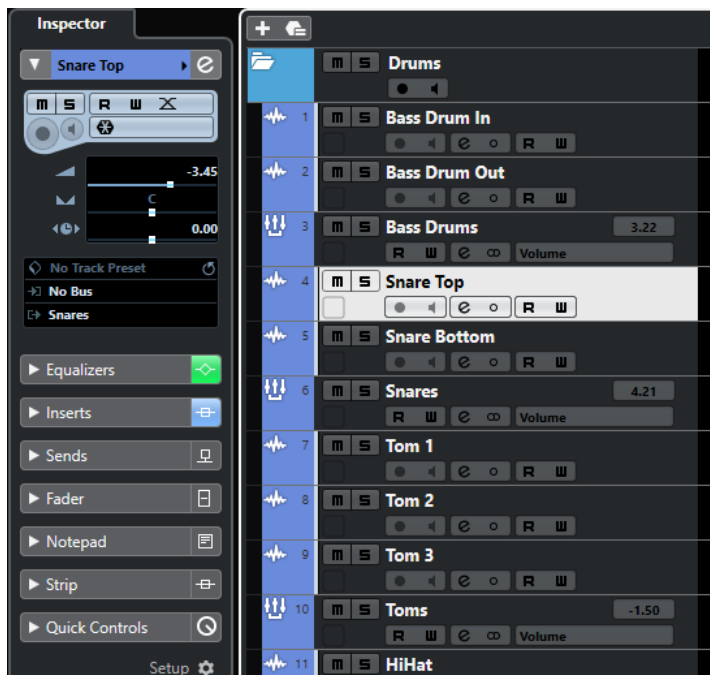 Inspector
Snare Top
m S R W
-3.45
C
0.00
No Track Preset
No Bus
Snares
Equalizers
Inserts
Sends
Fader
Notepad
Strip
Quick Controls
Setup
m S Drums
1 m S Bass Drum In
e R W
2 m S Bass Drum Out
e R W
3 m S Bass Drums 3.22
R W e Volume
4 m S Snare Top
e R W
5 m S Snare Bottom
e R W
6 m S Snares 4.21
R W e Volume
7 m S Tom 1
e R W
8 m S Tom 2
e R W
9 m S Tom 3
e R W
10 m S Toms -1.50
R W e Volume
11 m S HiHat